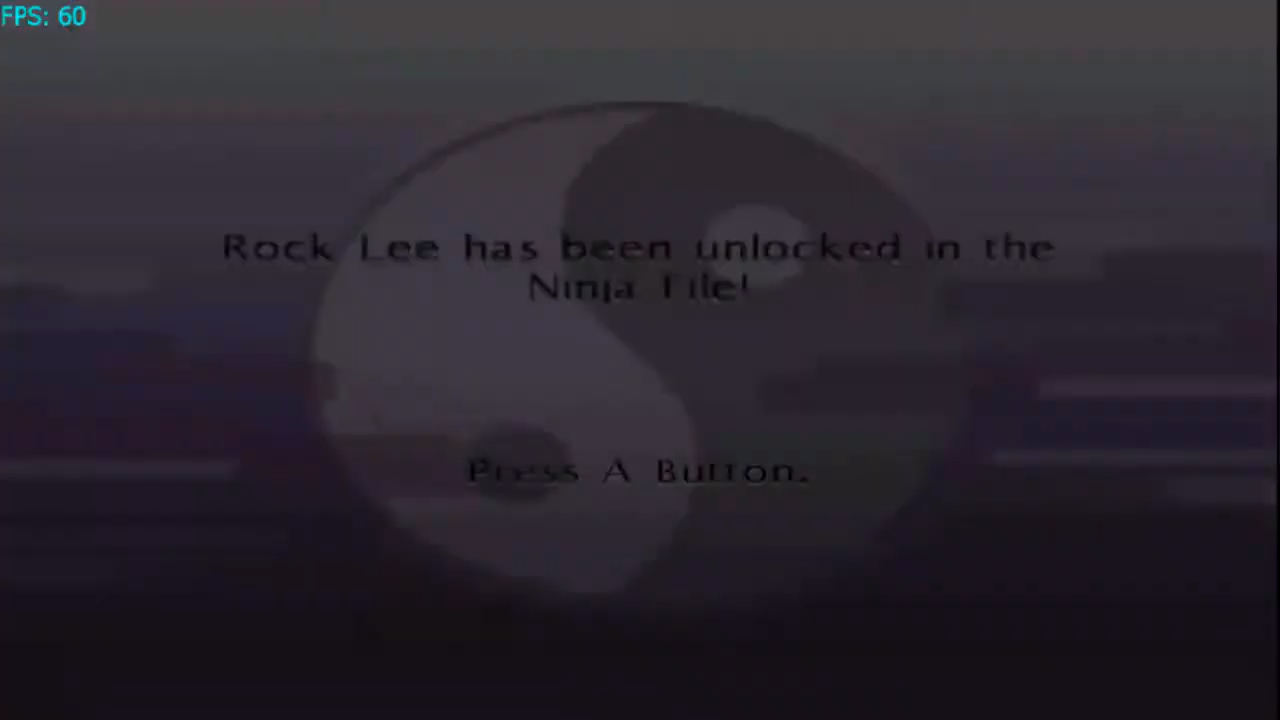 FPS: 60
Rock Lee has been unlocked in the
Ninja File!
Press A Button.